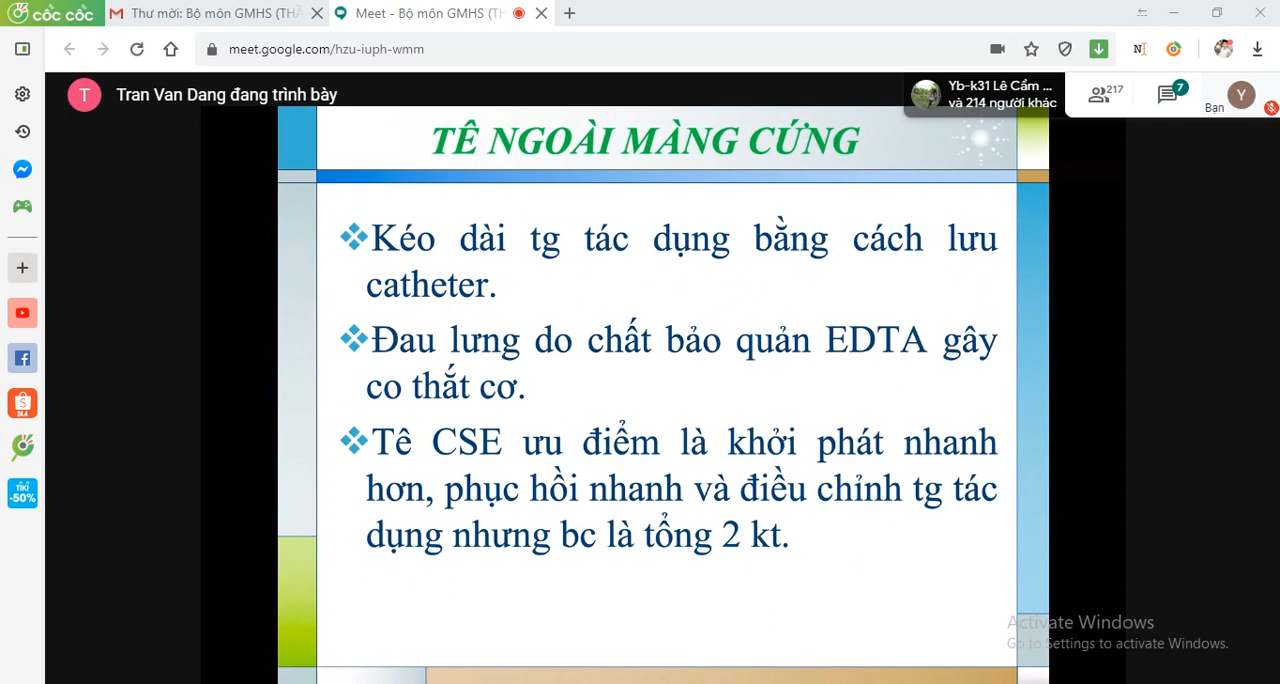 cốc cốc
Thư mời: Bộ môn GMHS (TH
Meet - Bộ môn GMHS (TH
meet.google.com/hzu-iuph-wmm
T
Tran Van Dang đang trình bày
Yb-k31 Lê Cẩm ...
và 214 người khác
217
7
Bạn
Y
TÊ NGOÀI MÀNG CỨNG
Kéo dài tg tác dụng bằng cách lưu
catheter.
Đau lưng do chất bảo quản EDTA gây
co thắt cơ.
Tê CSE ưu điểm là khởi phát nhanh
hơn, phục hồi nhanh và điều chỉnh tg tác
dụng nhưng bc là tổng 2 kt.
TIKI
-50%
Activate Windows
Go to Settings to activate Windows.